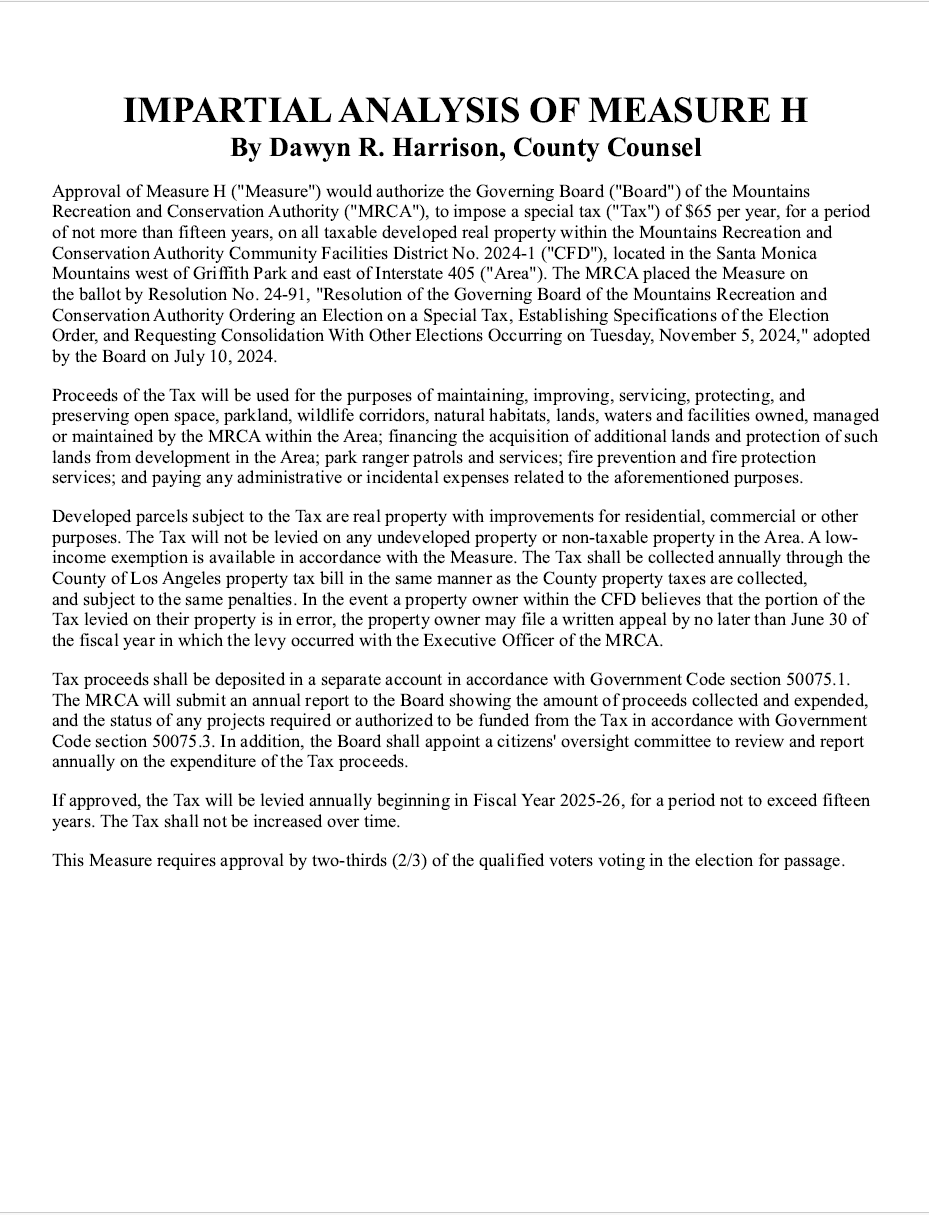 IMPARTIAL ANALYSIS OF MEASURE H
By Dawyn R. Harrison, County Counsel
Approval of Measure H ("Measure") would authorize the Governing Board ("Board") of the Mountains
Recreation and Conservation Authority ("MRCA"), to impose a special tax ("Tax") of $65 per year, for a period
of not more than fifteen years, on all taxable developed real property within the Mountains Recreation and
Conservation Authority Community Facilities District No. 2024-1 ("CFD"), located in the Santa Monica
Mountains west of Griffith Park and east of Interstate 405 ("Area"). The MRCA placed the Measure on
the ballot by Resolution No. 24-91, "Resolution of the Governing Board of the Mountains Recreation and
Conservation Authority Ordering an Election on a Special Tax, Establishing Specifications of the Election
Order, and Requesting Consolidation With Other Elections Occurring on Tuesday, November 5, 2024," adopted
by the Board on July 10, 2024.
Proceeds of the Tax will be used for the purposes of maintaining, improving, servicing, protecting, and
preserving open space, parkland, wildlife corridors, natural habitats, lands, waters and facilities owned, managed
or maintained by the MRCA within the Area; financing the acquisition of additional lands and protection of such
lands from development in the Area; park ranger patrols and services; fire prevention and fire protection
services; and paying any administrative or incidental expenses related to the aforementioned purposes.
Developed parcels subject to the Tax are real property with improvements for residential, commercial or other
purposes. The Tax will not be levied on any undeveloped property or non-taxable property in the Area. A low-
income exemption is available in accordance with the Measure. The Tax shall be collected annually through the
County of Los Angeles property tax bill in the same manner as the County property taxes are collected,
and subject to the same penalties. In the event a property owner within the CFD believes that the portion of the
Tax levied on their property is in error, the property owner may file a written appeal by no later than June 30 of
the fiscal year in which the levy occurred with the Executive Officer of the MRCA.
Tax proceeds shall be deposited in a separate account in accordance with Government Code section 50075.1.
The MRCA will submit an annual report to the Board showing the amount of proceeds collected and expended,
and the status of any projects required or authorized to be funded from the Tax in accordance with Government
Code section 50075.3. In addition, the Board shall appoint a citizens' oversight committee to review and report
annually on the expenditure of the Tax proceeds.
If approved, the Tax will be levied annually beginning in Fiscal Year 2025-26, for a period not to exceed fifteen
years. The Tax shall not be increased over time.
This Measure requires approval by two-thirds (2/3) of the qualified voters voting in the election for passage.